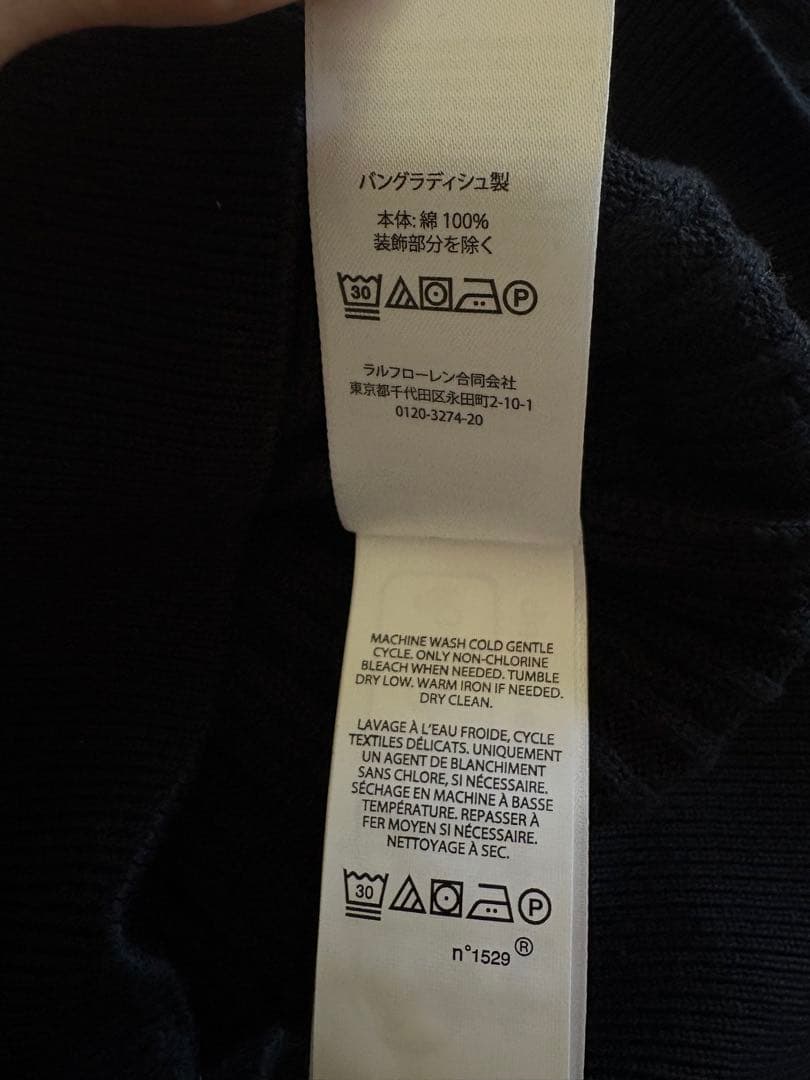 バングラディシュ製
本体: 綿 100%
装飾部分を除く
30 P
ラルフローレン合同会社
東京都千代田区永田町2-10-1
0120-3274-20
MACHINE WASH COLD GENTLE
CYCLE. ONLY NON-CHLORINE
BLEACH WHEN NEEDED. TUMBLE
DRY LOW. WARM IRON IF NEEDED.
DRY CLEAN.
LAVAGE À L'EAU FROIDE, CYCLE
TEXTILES DÉLICATS. UNIQUEMENT
UN AGENT DE BLANCHIMENT
SANS CHLORE, SI NÉCESSAIRE.
SÉCHAGE EN MACHINE À BASSE
TEMPÉRATURE. REPASSER À
FER MOYEN SI NÉCESSAIRE.
NETTOYAGE À SEC.
30 P
n°1529 ®